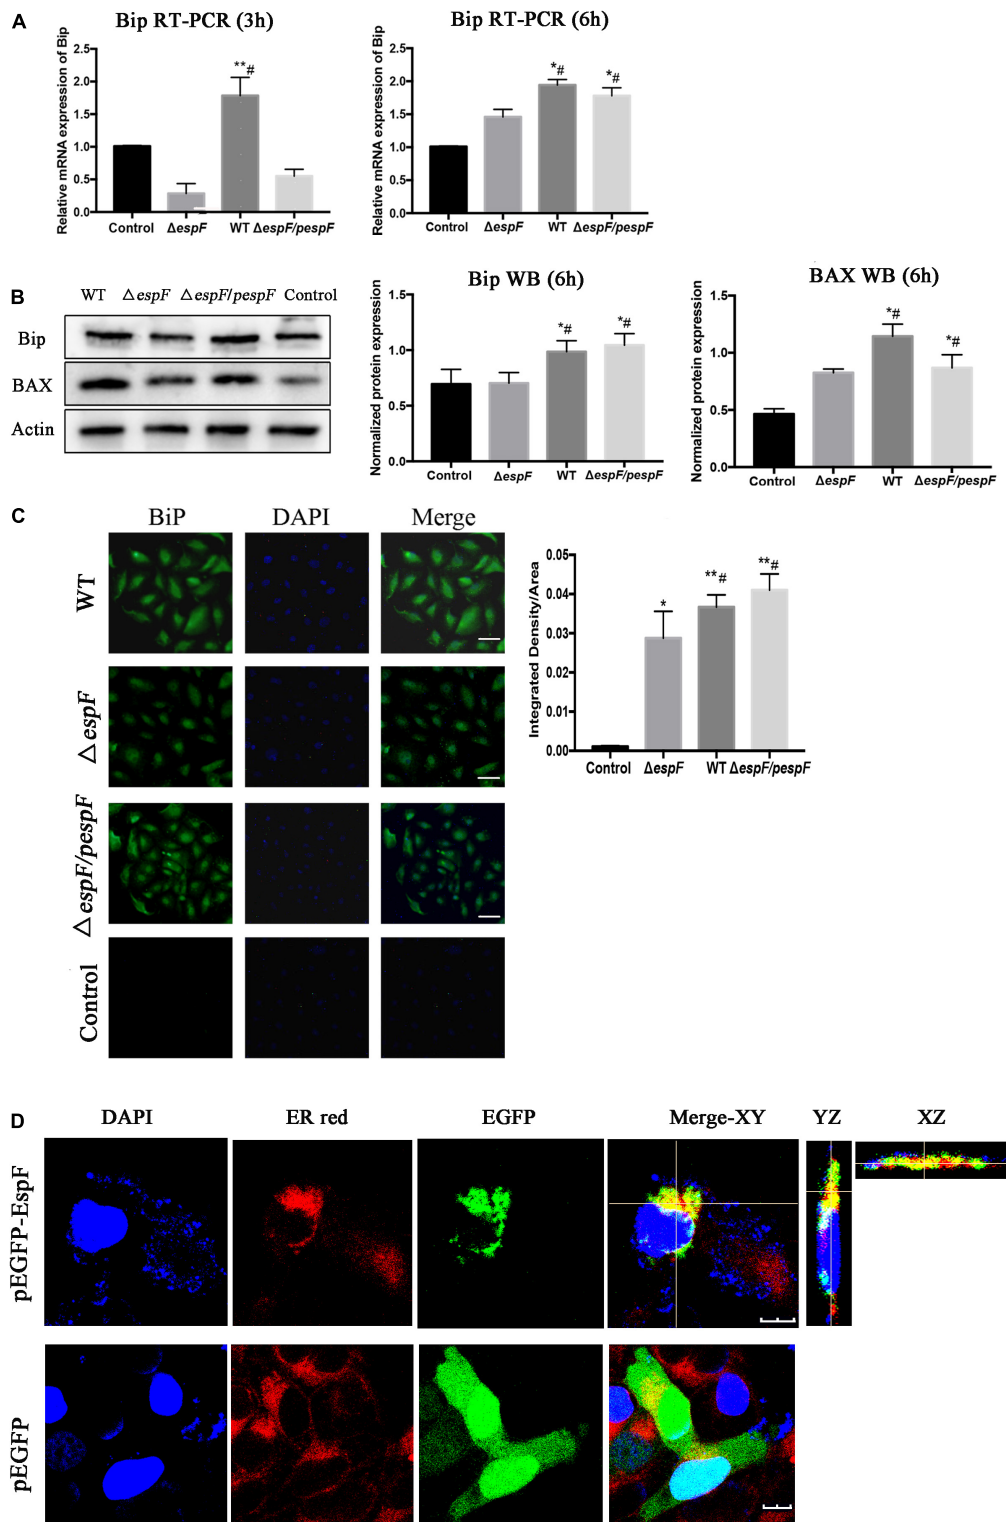 A
Bip RT-PCR (3h)
Relative mRNA expression of Bip
2.5
2.0
1.5
1.0
0.5
0.0
**#
Control ΔespF WT ΔespF/pespF
Bip RT-PCR (6h)
Relative mRNA expression of Bip
2.5
2.0
1.5
1.0
0.5
0.0
*# *#
Control ΔespF WT ΔespF/pespF
B
WT △espF △espF/pespF Control
Bip
BAX
Actin
Bip WB (6h)
Normalized protein expression
1.5
1.0
0.5
0.0
*# *#
Control ΔespF WT ΔespF/pespF
BAX WB (6h)
Normalized protein expression
1.5
1.0
0.5
0.0
*# *#
Control ΔespF WT ΔespF/pespF
C
BiP DAPI Merge
WT
△espF
△espF/pespF
Control
Integrated Density/Area
0.05
0.04
0.03
0.02
0.01
0.00
* **# **#
Control ΔespF WT ΔespF/pespF
D
DAPI ER red EGFP Merge-XY YZ XZ
pEGFP-EspF
pEGFP